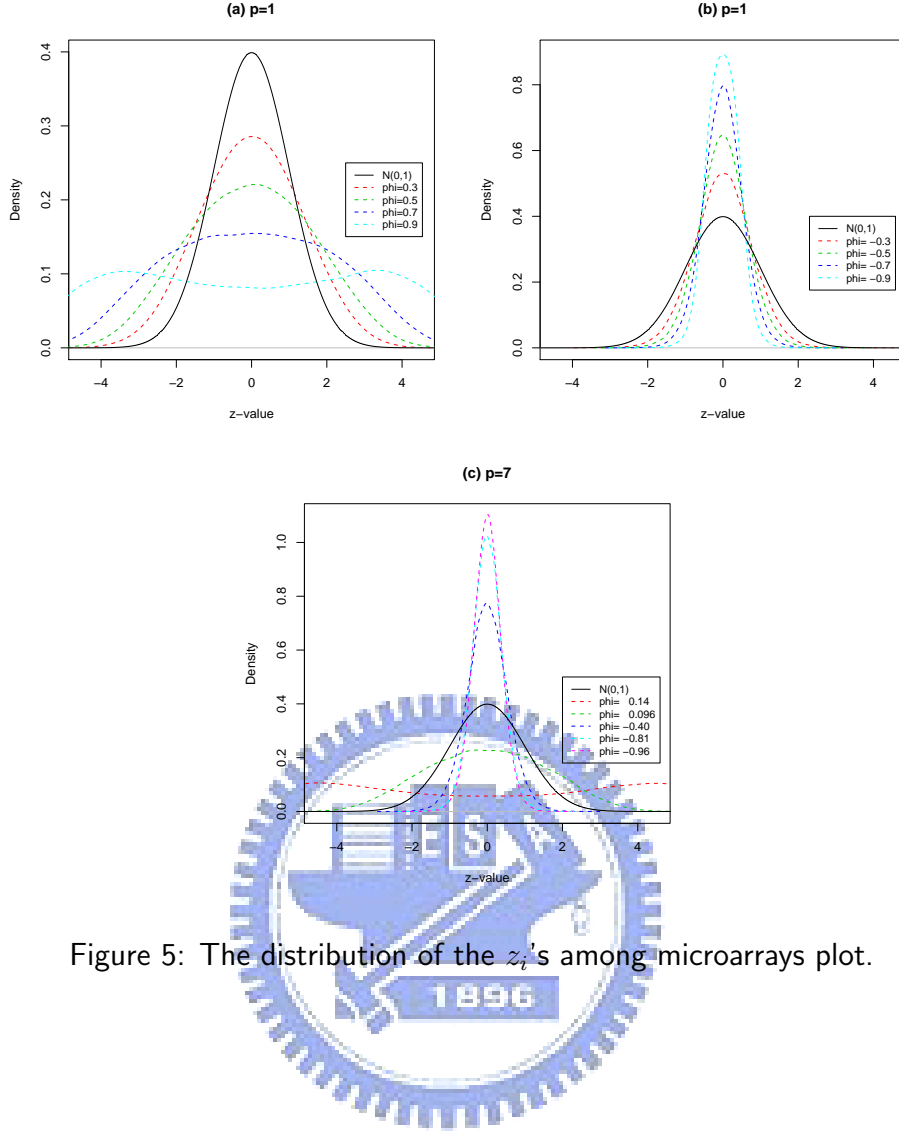 (a) p=1
Density
0.0
0.1
0.2
0.3
0.4
−4
−2
0
2
4
z−value
N(0,1)
phi=0.3
phi=0.5
phi=0.7
phi=0.9
(b) p=1
Density
0.0
0.2
0.4
0.6
0.8
−4
−2
0
2
4
z−value
N(0,1)
phi= −0.3
phi= −0.5
phi= −0.7
phi= −0.9
(c) p=7
Density
0.0
0.2
0.4
0.6
0.8
1.0
−4
−2
0
2
4
z−value
N(0,1)
phi= 0.14
phi= 0.096
phi= −0.40
phi= −0.81
phi= −0.96
E S A
Figure 5: The distribution of the zᵢ's among microarrays plot.
1896